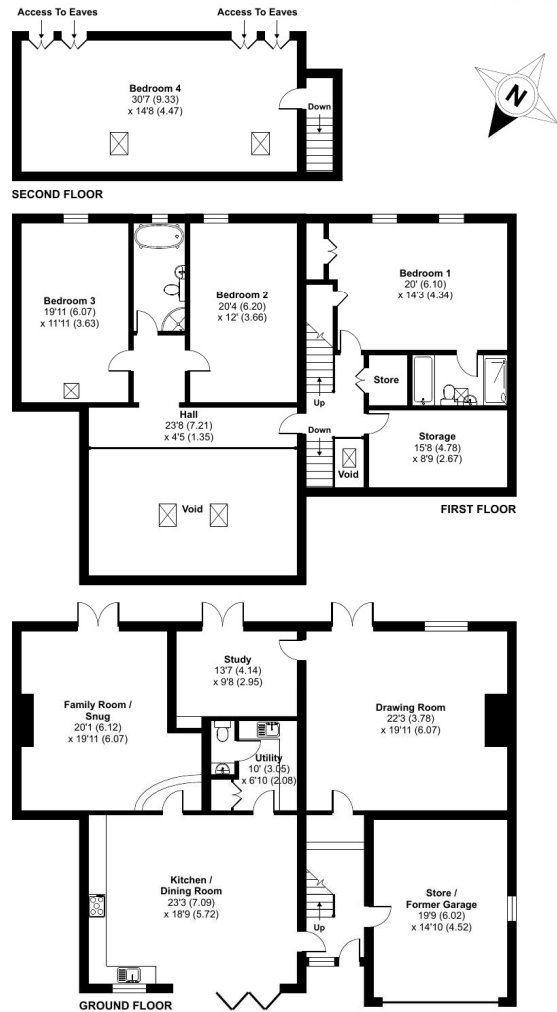 Access To Eaves
Access To Eaves
N
Bedroom 4
30'7 (9.33)
x 14'8 (4.47)
Down
SECOND FLOOR
Bedroom 3
19'11 (6.07)
x 11'11 (3.63)
Bedroom 2
20'4 (6.20)
x 12' (3.66)
Bedroom 1
20' (6.10)
x 14'3 (4.34)
Up
Store
Hall
23'8 (7.21)
x 4'5 (1.35)
Down
Storage
15'8 (4.78)
x 8'9 (2.67)
Void
Void
FIRST FLOOR
Family Room /
Snug
20'1 (6.12)
x 19'11 (6.07)
Study
13'7 (4.14)
x 9'8 (2.95)
Drawing Room
22'3 (3.78)
x 19'11 (6.07)
Utility
10' (3.05)
x 6'10 (2.08)
Kitchen /
Dining Room
23'3 (7.09)
x 18'9 (5.72)
Up
Store /
Former Garage
19'9 (6.02)
x 14'10 (4.52)
GROUND FLOOR